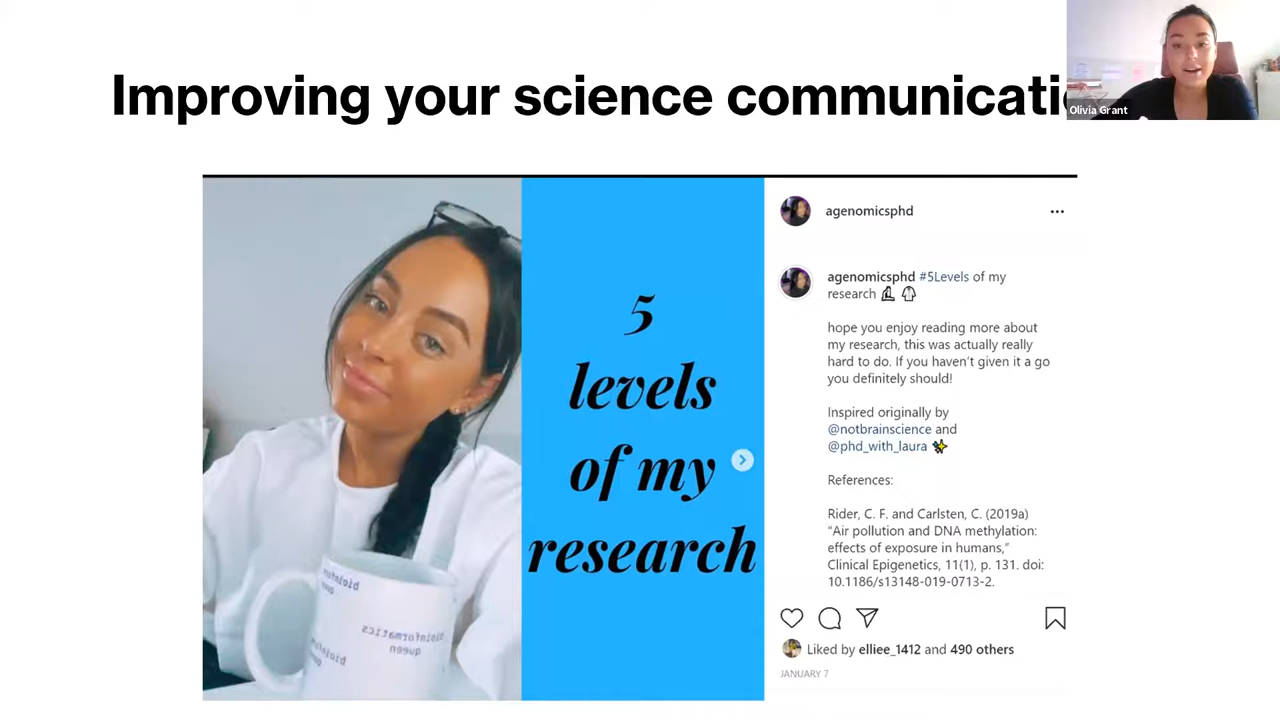 Improving your science communicati
Olivia Grant
5
levels
of my
research
agenomicsphd
agenomicsphd #5Levels of my
research
hope you enjoy reading more about
my research, this was actually really
hard to do. If you haven't given it a go
you definitely should!
Inspired originally by
@notbrainscience and
@phd_with_laura
References:
Rider, C. F. and Carlsten, C. (2019a)
“Air pollution and DNA methylation:
effects of exposure in humans,”
Clinical Epigenetics, 11(1), p. 131. doi:
10.1186/s13148-019-0713-2.
Liked by elliee_1412 and 490 others
JANUARY 7
bioinformatics
queen